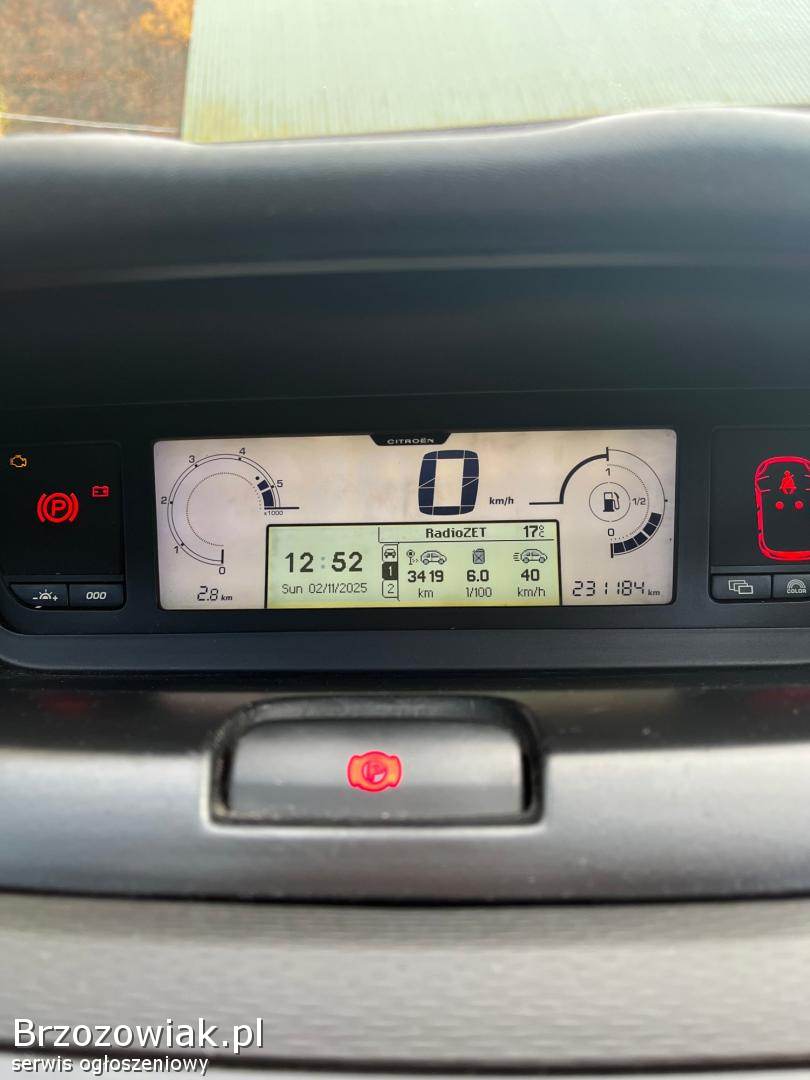 CITROËN
3
4
2
5
x1000
1
0
0
km/h
1
1/2
0
RadioZET 17°C
12:52
Sun 02/11/2025
1
2
3419 6.0 40
km 1/100 km/h
2.8 km
231184 km
P
000
COLOR
P
Brzozowiak.pl
serwis ogłoszeniowy